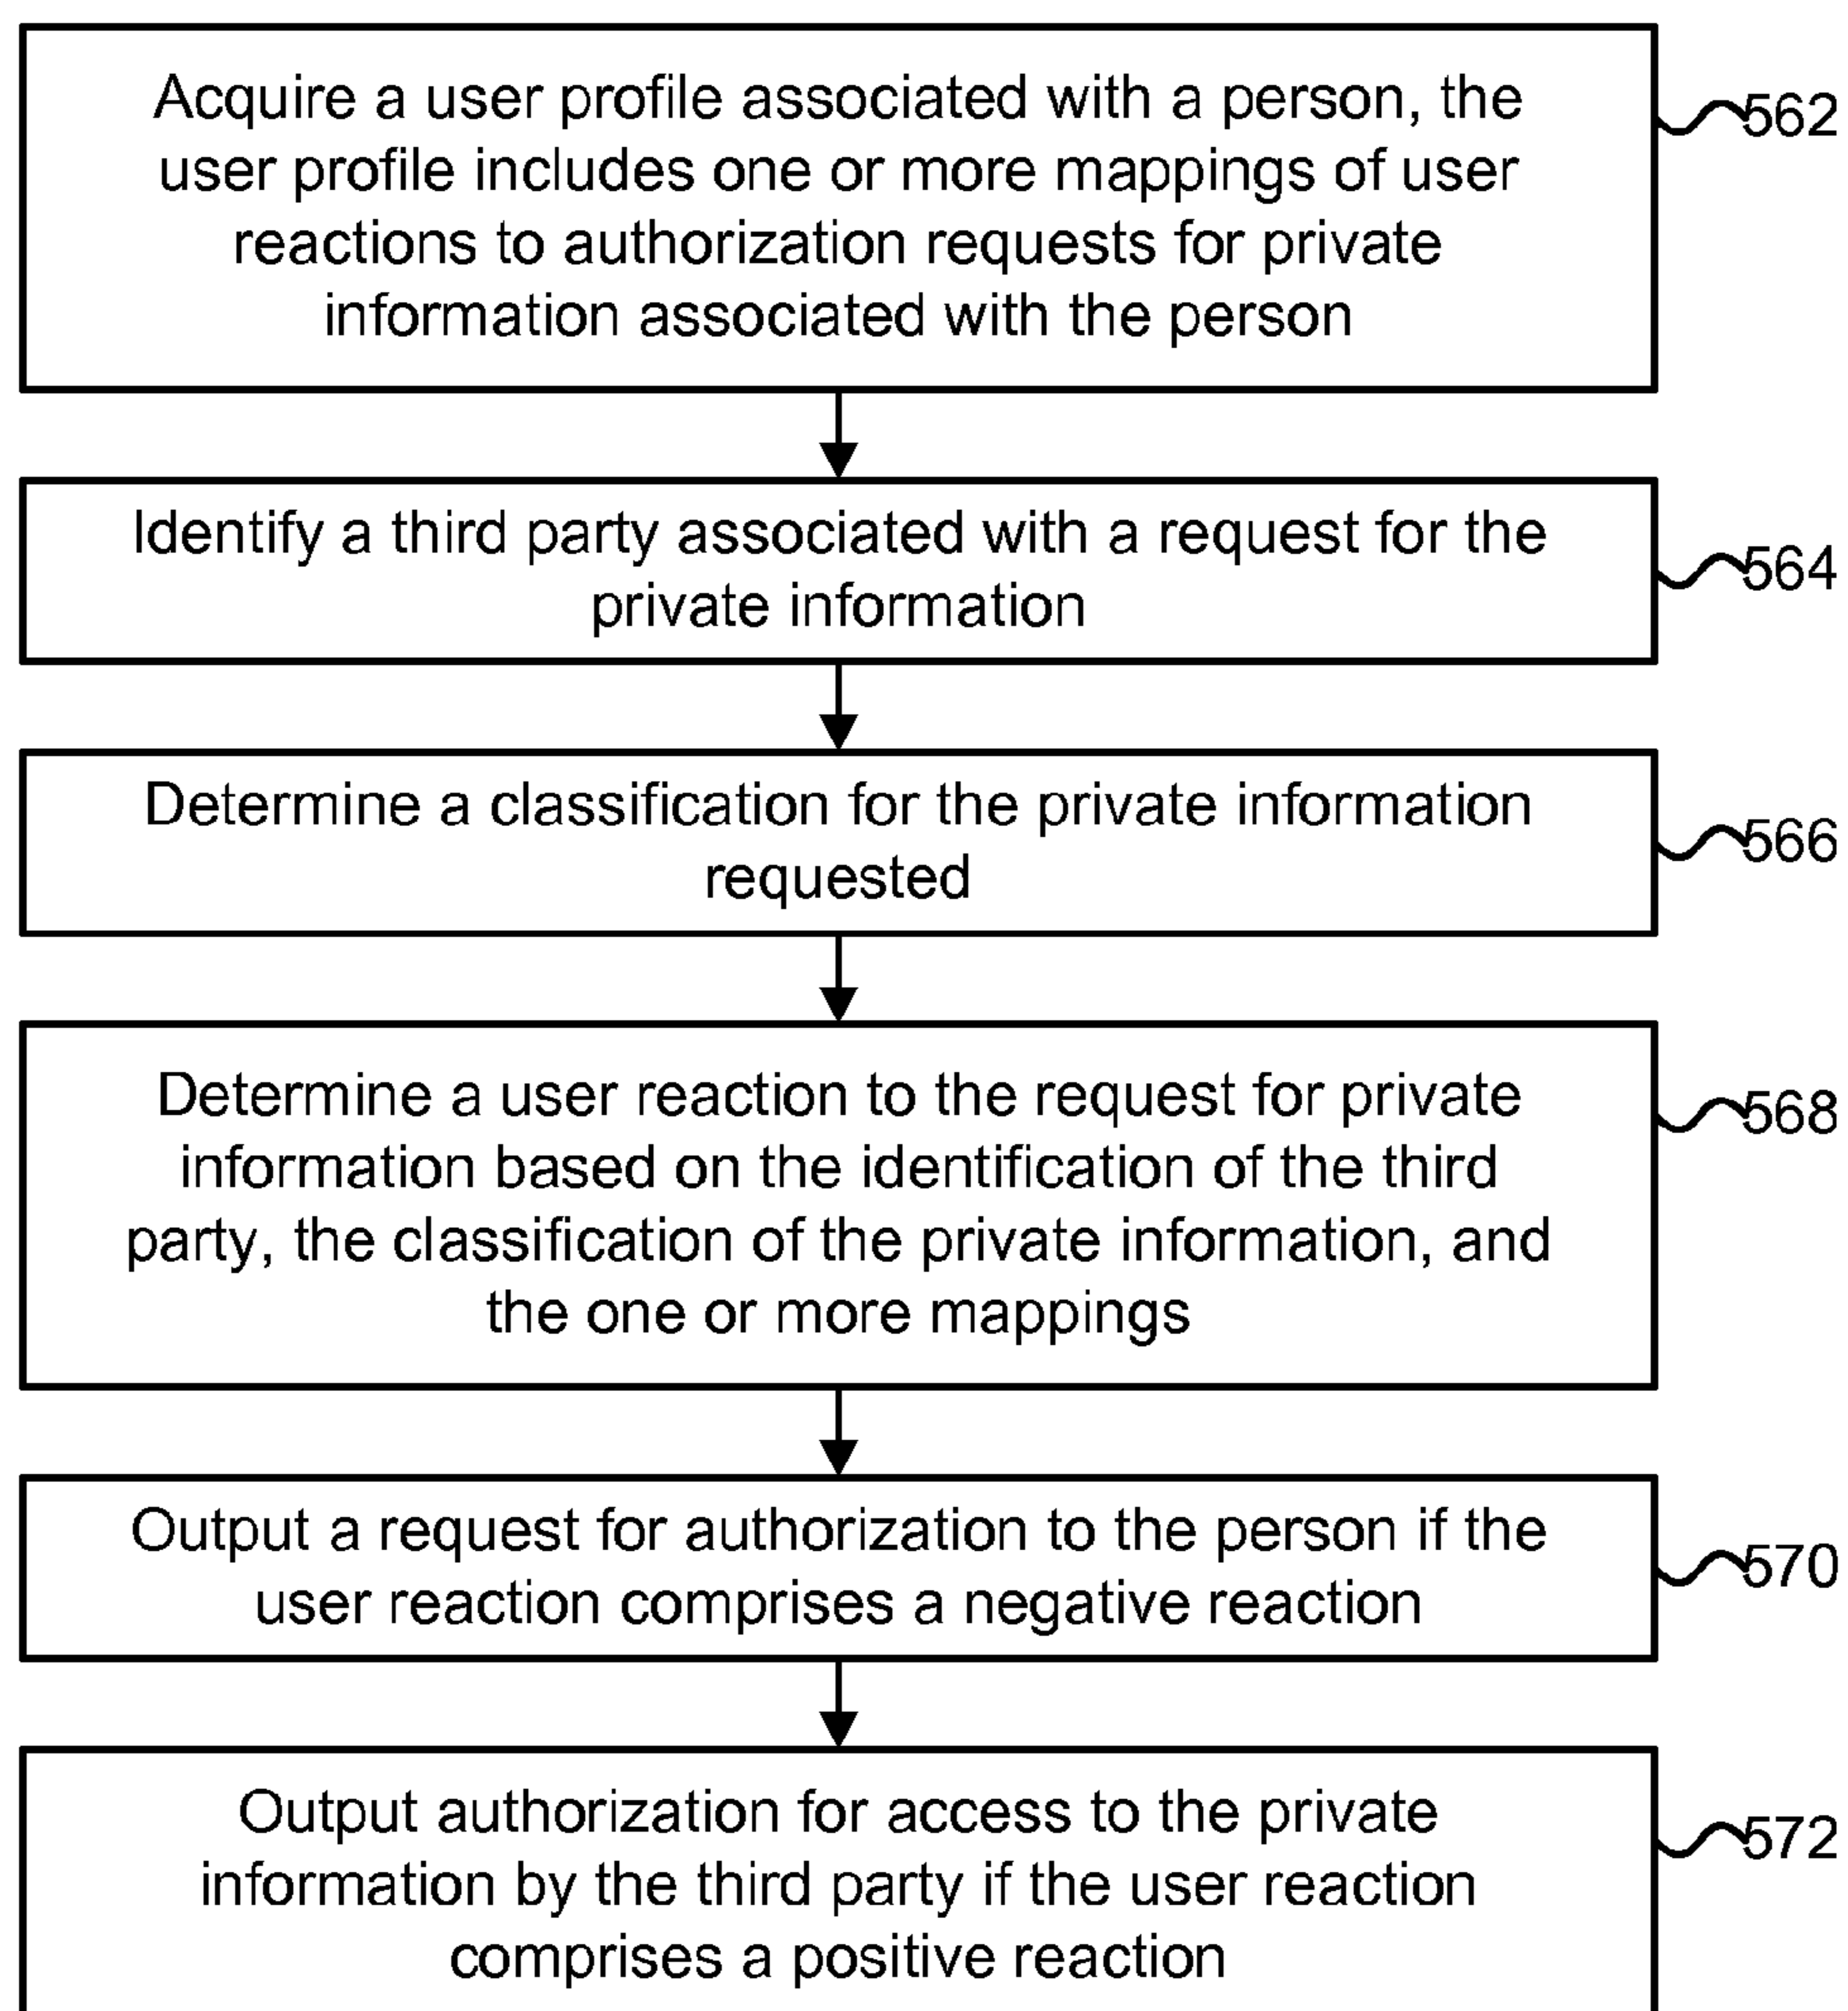 Acquire a user profile associated with a person, the
user profile includes one or more mappings of user
reactions to authorization requests for private
information associated with the person
562
Identify a third party associated with a request for the
private information
564
Determine a classification for the private information
requested
566
Determine a user reaction to the request for private
information based on the identification of the third
party, the classification of the private information, and
the one or more mappings
568
Output a request for authorization to the person if the
user reaction comprises a negative reaction
570
Output authorization for access to the private
information by the third party if the user reaction
comprises a positive reaction
572